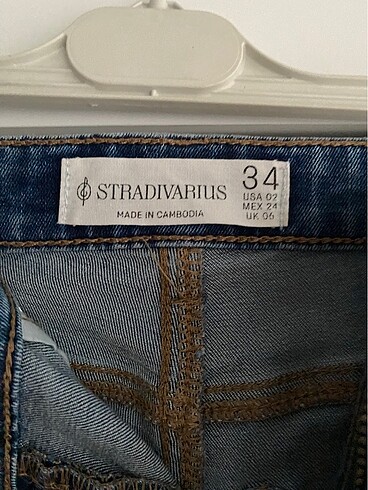 STRADIVARIUS
MADE IN CAMBODIA
34
USA 02
MEX 24
UK 06